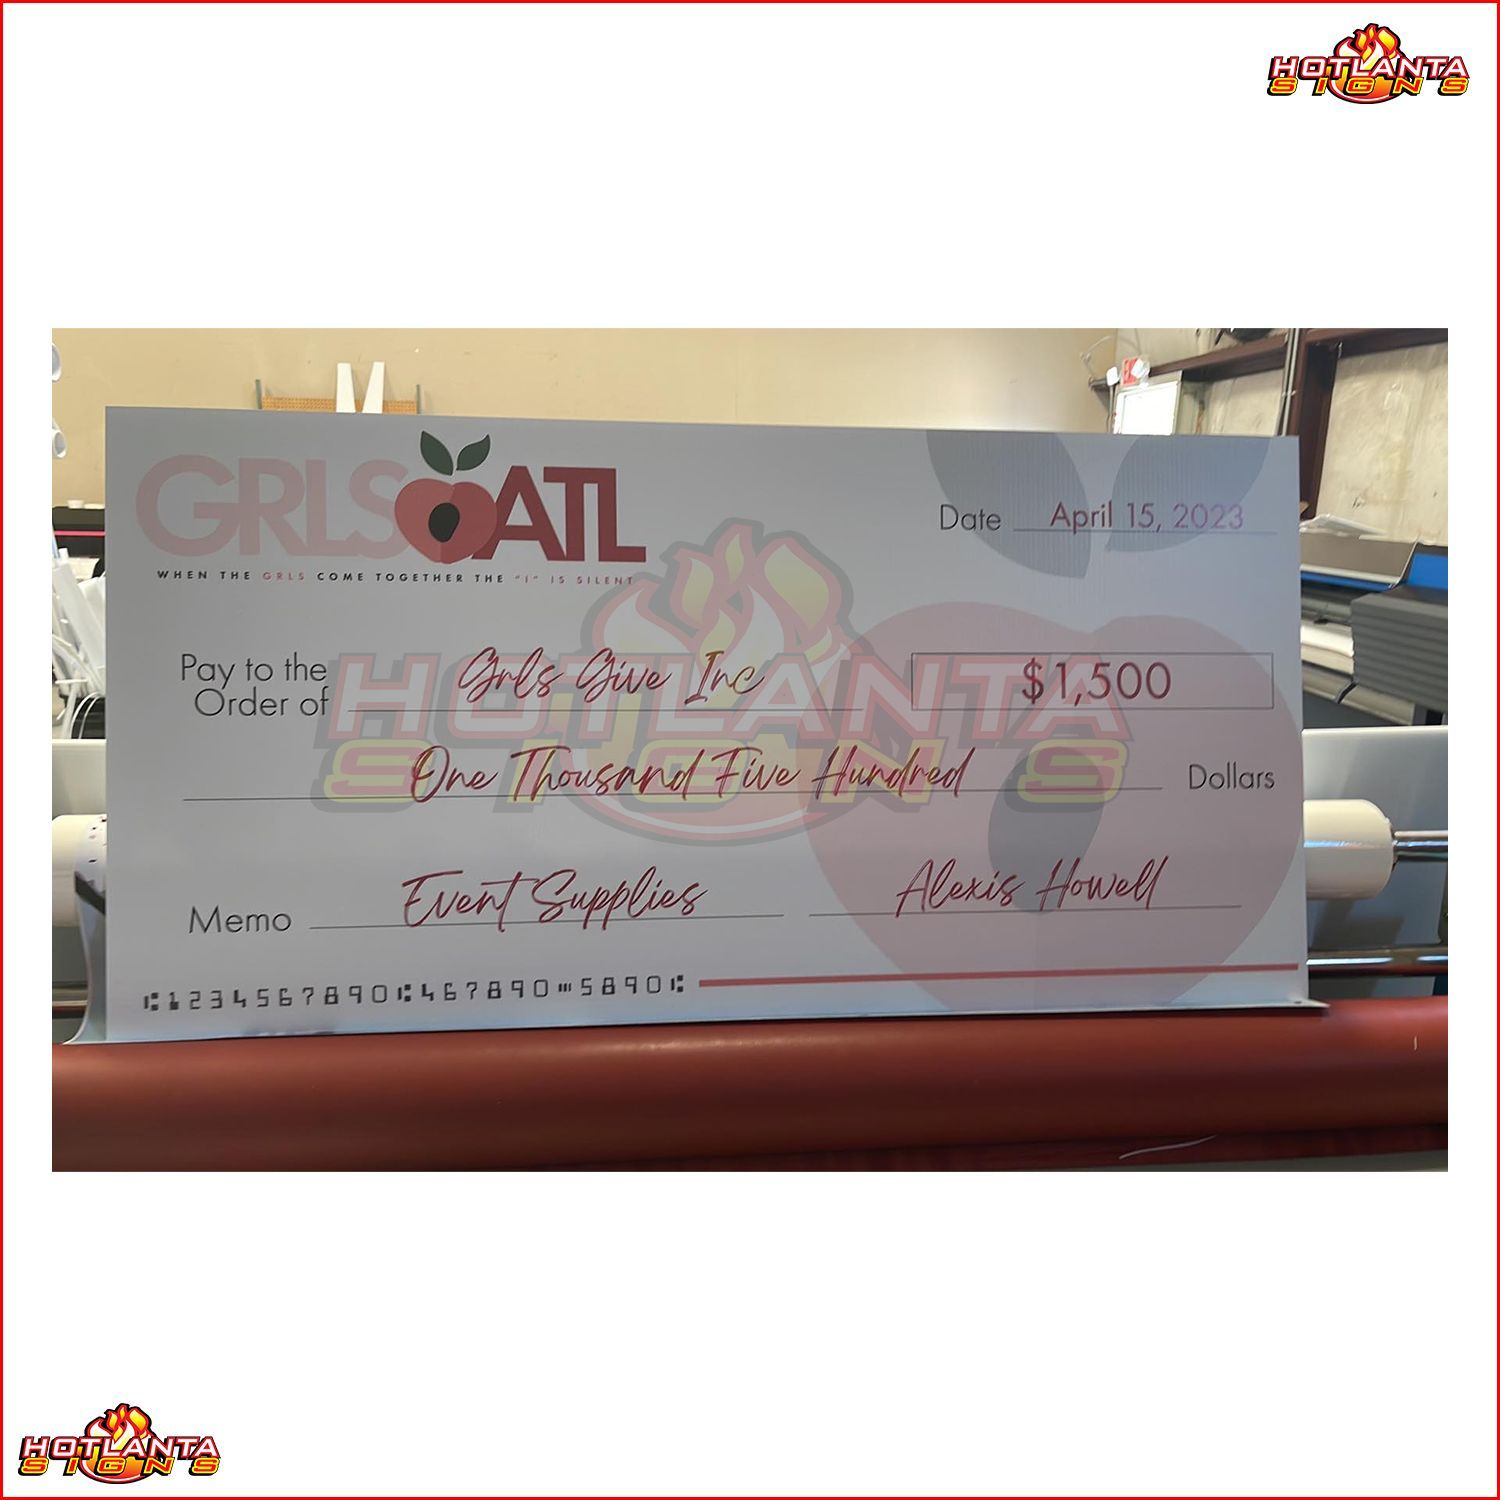 HOTLANTA
SIGNS
GRLS ATL
WHEN THE GRLS COME TOGETHER THE "I" IS SILENT
Date April 15, 2023
Pay to the
Order of Grls Give Inc $1,500
HOTLANTA
SIGNS
One Thousand Five Hundred Dollars
Memo Event Supplies Alexis Howell
⑆1234567890⑆467890⑈5890⑆
HOTLANTA
SIGNS